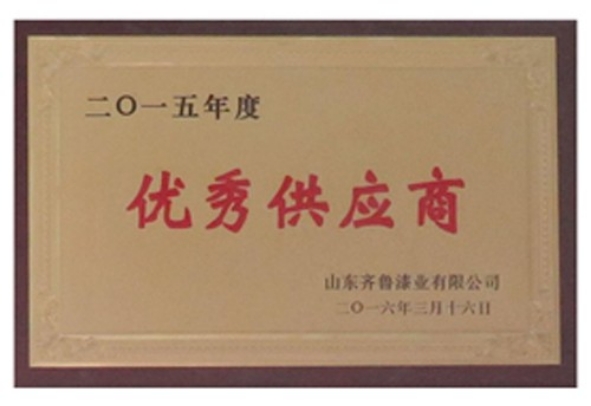 二〇一五年度
优秀供应商
山东齐鲁漆业有限公司
二〇一六年三月十六日